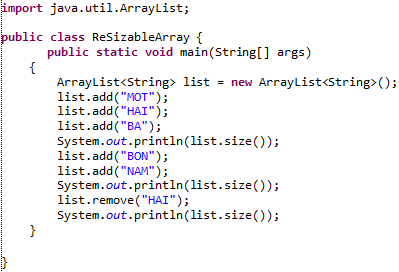 import java.util.ArrayList;
public class ReSizableArray {
public static void main(String[] args)
{
ArrayList<String> list = new ArrayList<String>();
list.add("MOT");
list.add("HAI");
list.add("BA");
System.out.println(list.size());
list.add("BON");
list.add("NAM");
System.out.println(list.size());
list.remove("HAI");
System.out.println(list.size());
}
}